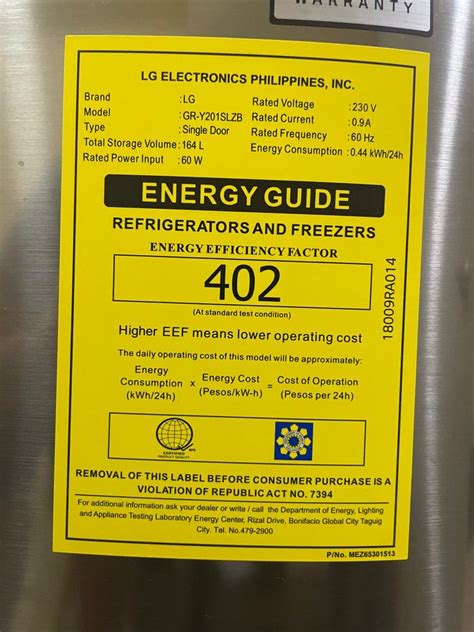 WARRANTY
LG ELECTRONICS PHILIPPINES, INC.
Brand : LG
Model : GR-Y201SLZB
Type : Single Door
Total Storage Volume : 164 L
Rated Power Input : 60 W
Rated Voltage : 230 V
Rated Current : 0.9A
Rated Frequency : 60 Hz
Energy Consumption : 0.44 kWh/24h
ENERGY GUIDE
REFRIGERATORS AND FREEZERS
ENERGY EFFICIENCY FACTOR
402
(At standard test condition)
18009RA014
Higher EEF means lower operating cost
The daily operating cost of this model will be approximately:
Energy Consumption (kWh/24h) x Energy Cost (Pesos/kW-h) = Cost of Operation (Pesos per 24h)
CERTIFIED
PRODUCT QUALITY
REMOVAL OF THIS LABEL BEFORE CONSUMER PURCHASE IS A
VIOLATION OF REPUBLIC ACT NO. 7394
For additional information ask your dealer or write / call the Department of Energy, Lighting
and Appliance Testing Laboratory Energy Center, Rizal Drive, Bonifacio Global City Taguig
City. Tel. No.479-2900
P/No. MEZ65301513